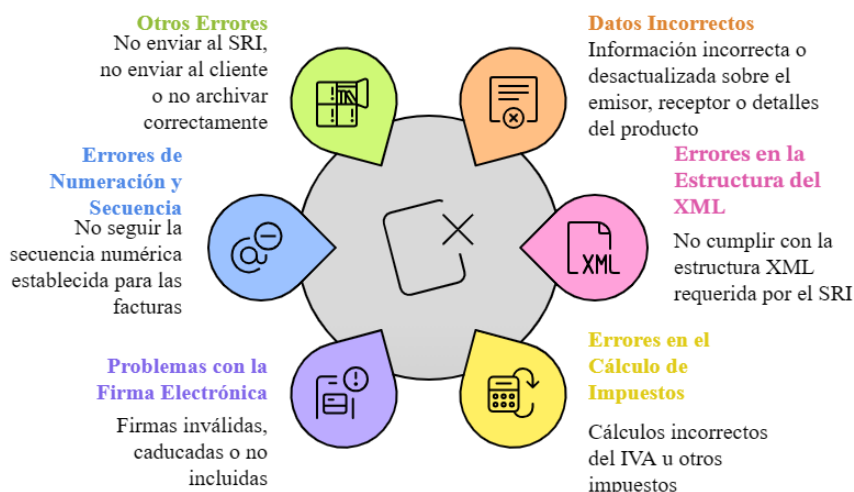 Otros Errores
No enviar al SRI,
no enviar al cliente
o no archivar
correctamente
Datos Incorrectos
Información incorrecta o
desactualizada sobre el
emisor, receptor o detalles
del producto
Errores de
Numeración y
Secuencia
No seguir la
secuencia numérica
establecida para las
facturas
Errores en la
Estructura del
XML
No cumplir con la
estructura XML
requerida por el SRI
XML
Problemas con la
Firma Electrónica
Firmas inválidas,
caducadas o no
incluidas
Errores en el
Cálculo de
Impuestos
Cálculos incorrectos
del IVA u otros
impuestos